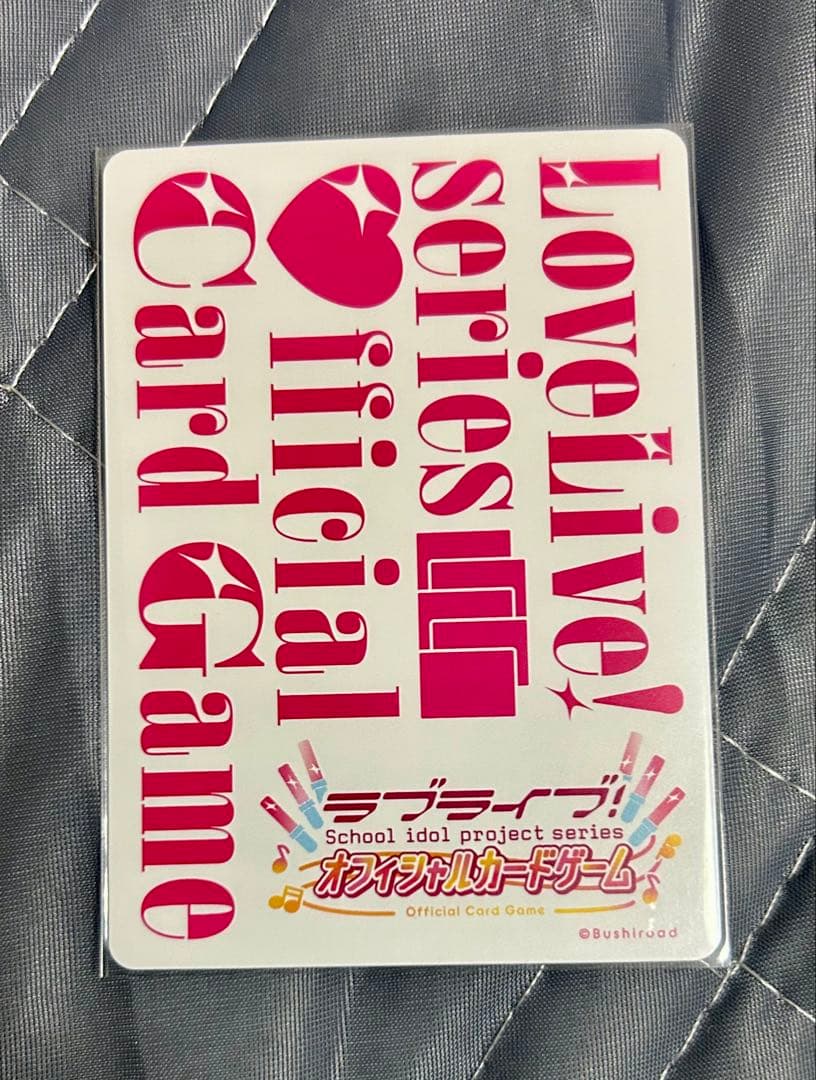 LoveLive!
series
♥fficial
Card Game
ラブライブ!
School idol project series
オフィシャルカードゲーム
Official Card Game
©Bushiroad